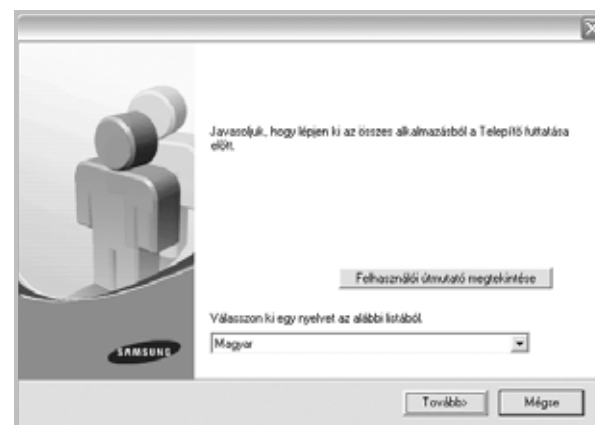 Javasoljuk, hogy lépjen ki az összes alkalmazásból a Telepítő futtatása
előtt.
Felhasználói útmutató megtekintése
Válasszon ki egy nyelvet az alábbi listából.
Magyar
SAMSUNG
Tovább>
Mégse